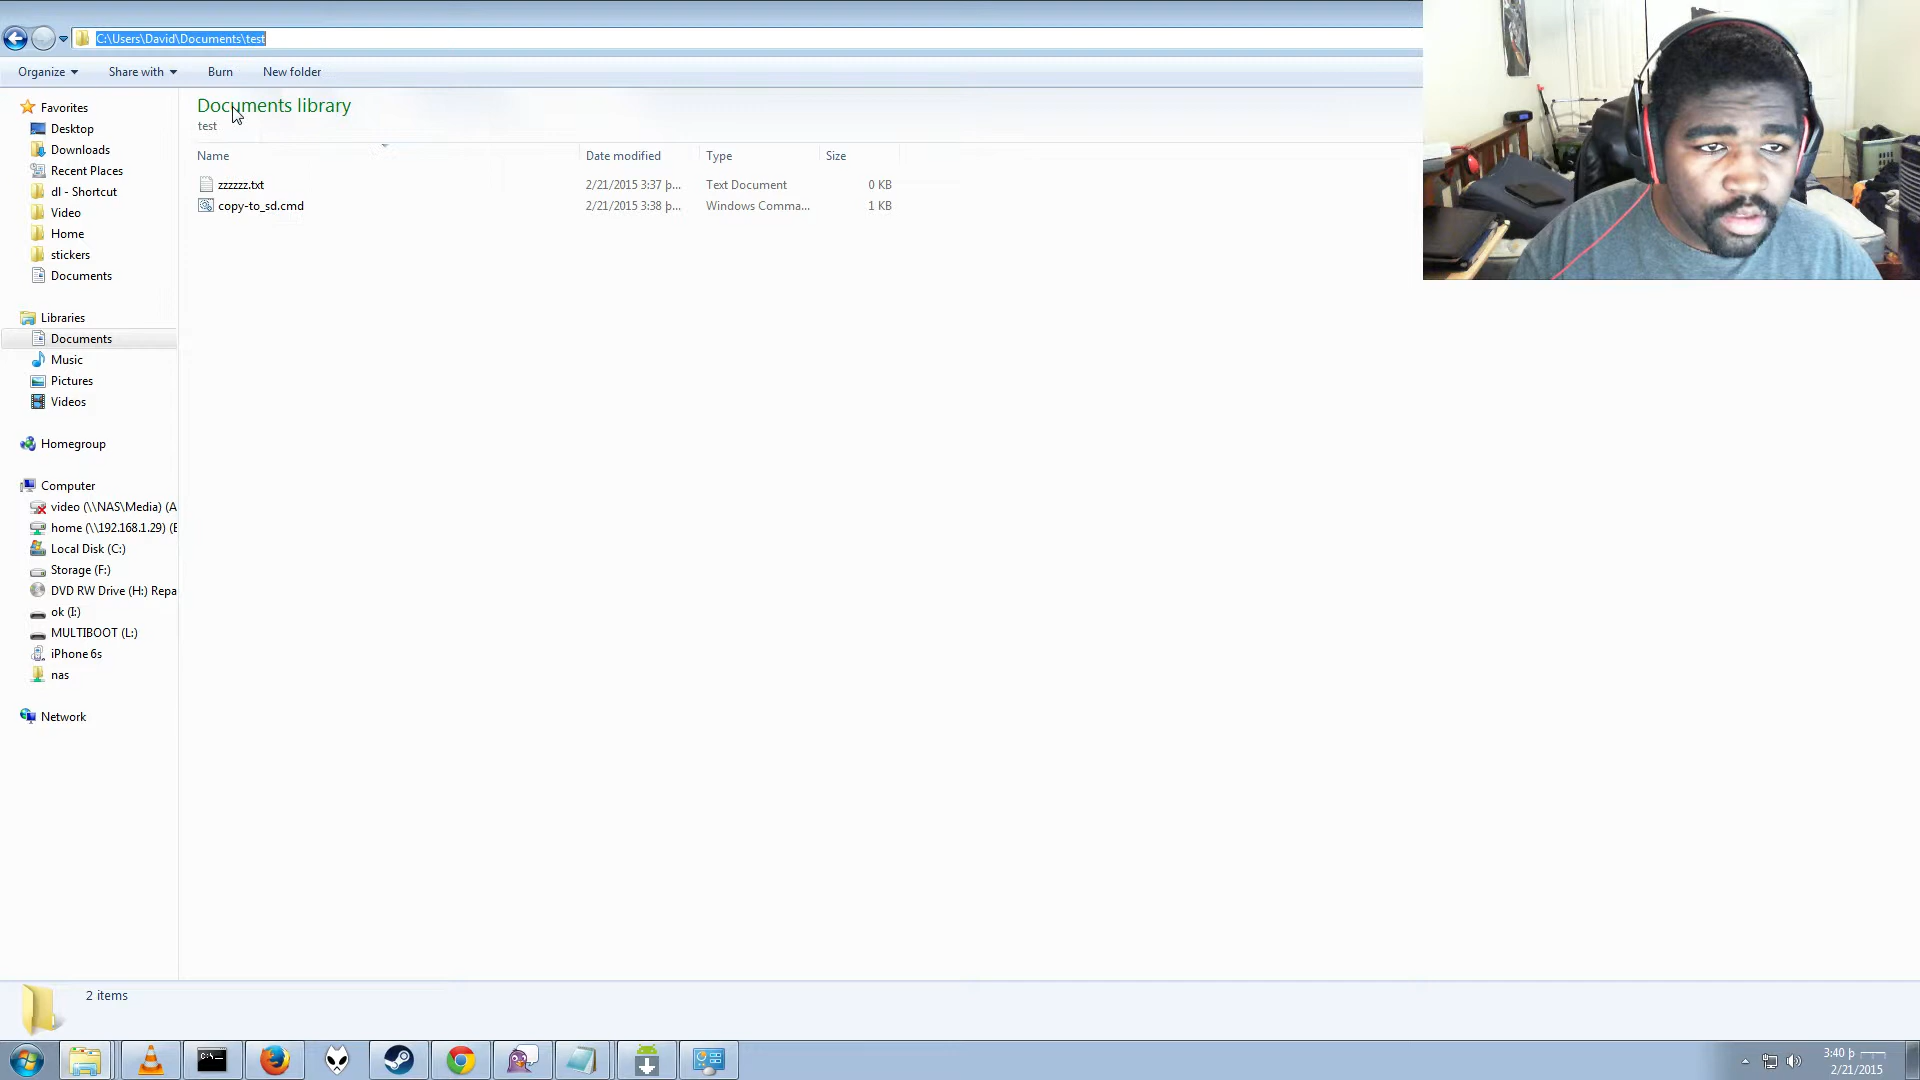 C:\Users\David\Documents\test
Organize
Share with
Burn
New folder
Favorites
Desktop
Downloads
Recent Places
dl - Shortcut
Video
Home
stickers
Documents
Libraries
Documents
Music
Pictures
Videos
Homegroup
Computer
video (\\NAS\Media) (A
home (\\192.168.1.29) (E
Local Disk (C:)
Storage (F:)
DVD RW Drive (H:) Repa
ok (I:)
MULTIBOOT (L:)
iPhone 6s
nas
Network
Documents library
test
Name Date modified Type Size
zzzzzz.txt 2/21/2015 3:37 þ... Text Document 0 KB
copy-to_sd.cmd 2/21/2015 3:38 þ... Windows Comma... 1 KB
2 items
C:\
3:40 þ
2/21/2015